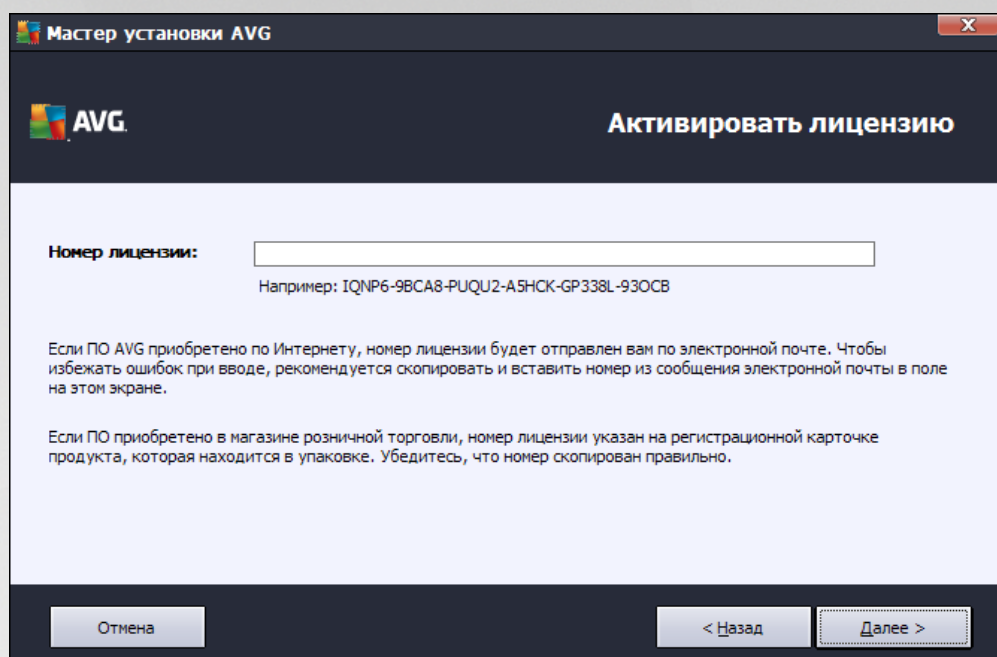 Мастер установки AVG
AVG.
Активировать лицензию
Номер лицензии:
Например: IQNP6-9BCA8-PUQU2-A5HCK-GP338L-93OCB
Если ПО AVG приобретено по Интернету, номер лицензии будет отправлен вам по электронной почте. Чтобы
избежать ошибок при вводе, рекомендуется скопировать и вставить номер из сообщения электронной почты в поле
на этом экране.
Если ПО приобретено в магазине розничной торговли, номер лицензии указан на регистрационной карточке
продукта, которая находится в упаковке. Убедитесь, что номер скопирован правильно.
Отмена
< Назад
Далее >